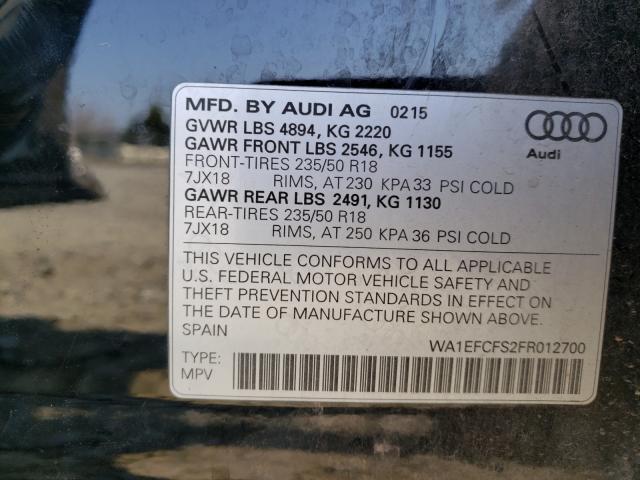 MFD. BY AUDI AG 0215
GVWR LBS 4894, KG 2220
GAWR FRONT LBS 2546, KG 1155
FRONT-TIRES 235/50 R18
7JX18 RIMS, AT 230 KPA 33 PSI COLD
GAWR REAR LBS 2491, KG 1130
REAR-TIRES 235/50 R18
7JX18 RIMS, AT 250 KPA 36 PSI COLD
Audi
THIS VEHICLE CONFORMS TO ALL APPLICABLE
U.S. FEDERAL MOTOR VEHICLE SAFETY AND
THEFT PREVENTION STANDARDS IN EFFECT ON
THE DATE OF MANUFACTURE SHOWN ABOVE.
SPAIN
WA1EFCFS2FR012700
TYPE:
MPV